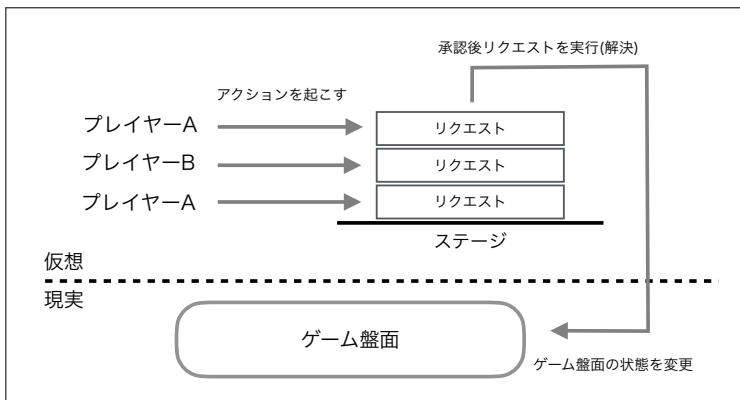 承認後リクエストを実行(解決)
アクションを起こす
プレイヤーA
リクエスト
プレイヤーB
リクエスト
プレイヤーA
リクエスト
ステージ
仮想
現実
ゲーム盤面
ゲーム盤面の状態を変更